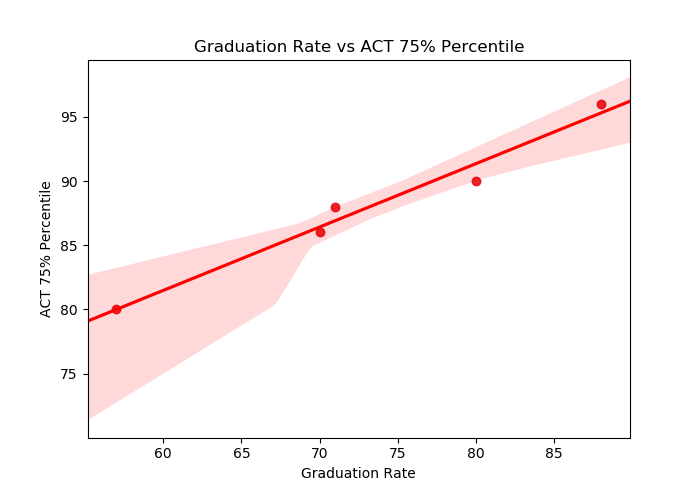 Graduation Rate vs ACT 75% Percentile
ACT 75% Percentile
95
90
85
80
75
60 65 70 75 80 85
Graduation Rate